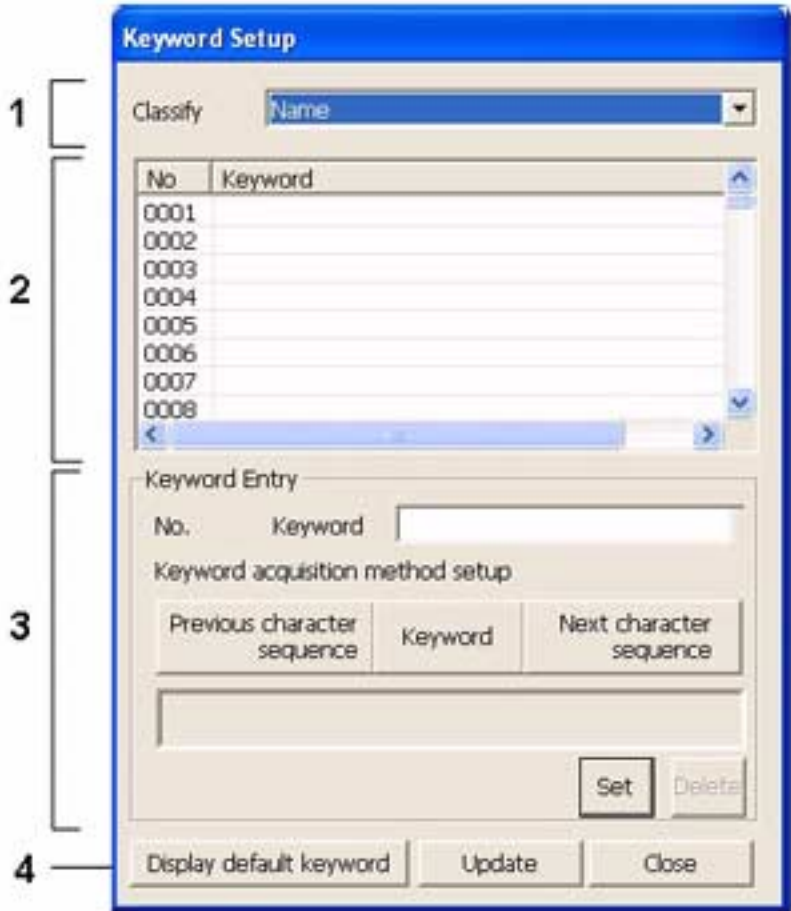 Keyword Setup
1
Classify Name
2
No Keyword
0001
0002
0003
0004
0005
0006
0007
0008
3
Keyword Entry
No. Keyword
Keyword acquisition method setup
Previous character sequence Keyword Next character sequence
Set Delete
4
Display default keyword Update Close